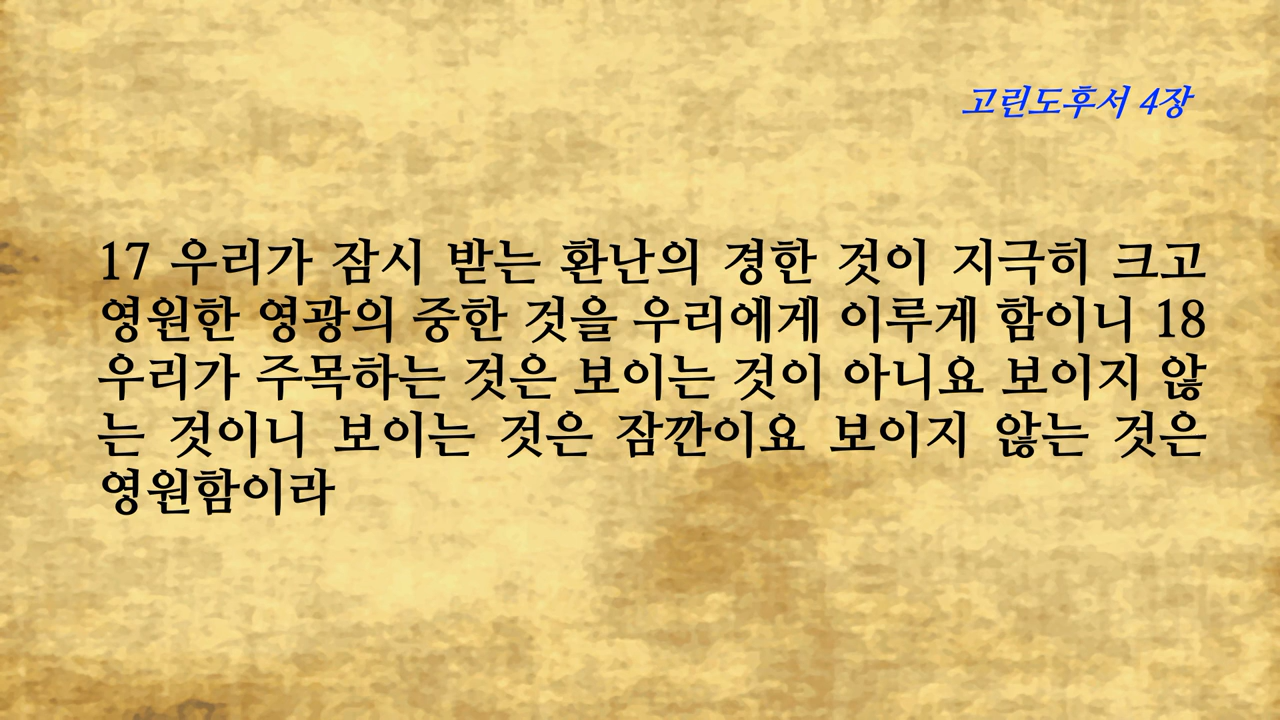 고린도후서 4장
17 우리가 잠시 받는 환난의 경한 것이 지극히 크고
영원한 영광의 중한 것을 우리에게 이루게 함이니 18
우리가 주목하는 것은 보이는 것이 아니요 보이지 않
는 것이니 보이는 것은 잠깐이요 보이지 않는 것은
영원함이라